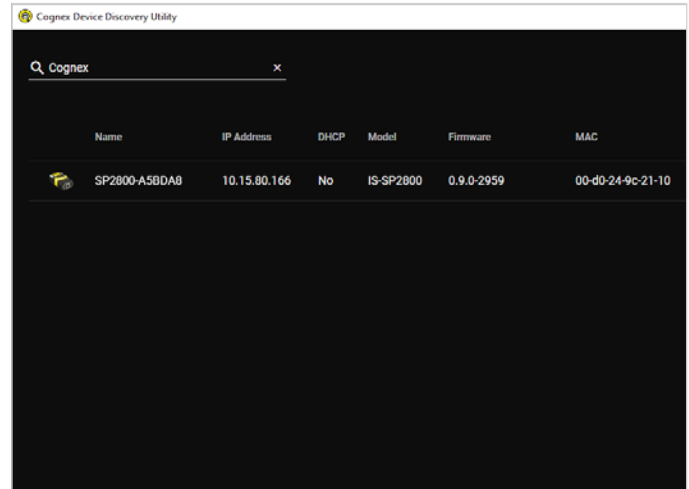 Cognex Device Discovery Utility
Cognex ×
Name IP Address DHCP Model Firmware MAC
SP2800-A5BDA8 10.15.80.166 No IS-SP2800 0.9.0-2959 00-d0-24-9c-21-10